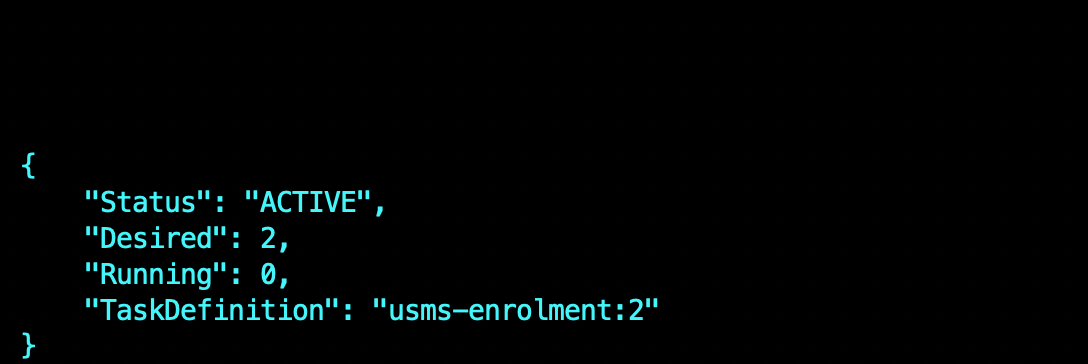 {
    "Status": "ACTIVE",
    "Desired": 2,
    "Running": 0,
    "TaskDefinition": "usms-enrolment:2"
}